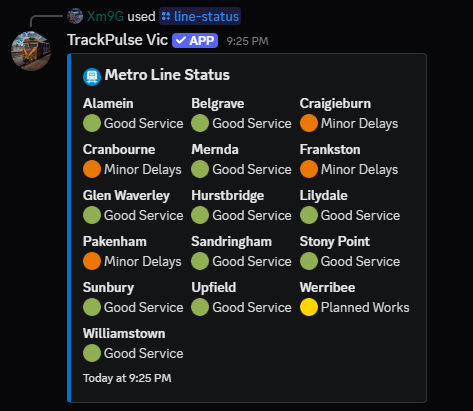 Xm9G used line-status
TrackPulse Vic ✓ APP 9:25 PM
Metro Line Status
Alamein Belgrave Craigieburn
Good Service Good Service Minor Delays
Cranbourne Mernda Frankston
Minor Delays Good Service Minor Delays
Glen Waverley Hurstbridge Lilydale
Good Service Good Service Good Service
Pakenham Sandringham Stony Point
Minor Delays Good Service Good Service
Sunbury Upfield Werribee
Good Service Good Service Planned Works
Williamstown
Good Service
Today at 9:25 PM